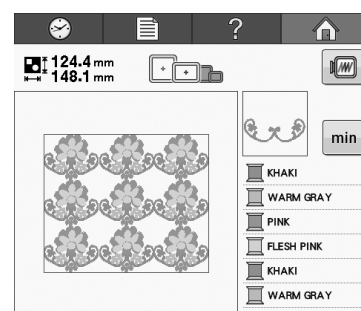 ?
124.4 mm
148.1 mm
min
KHAKI
WARM GRAY
PINK
FLESH PINK
KHAKI
WARM GRAY